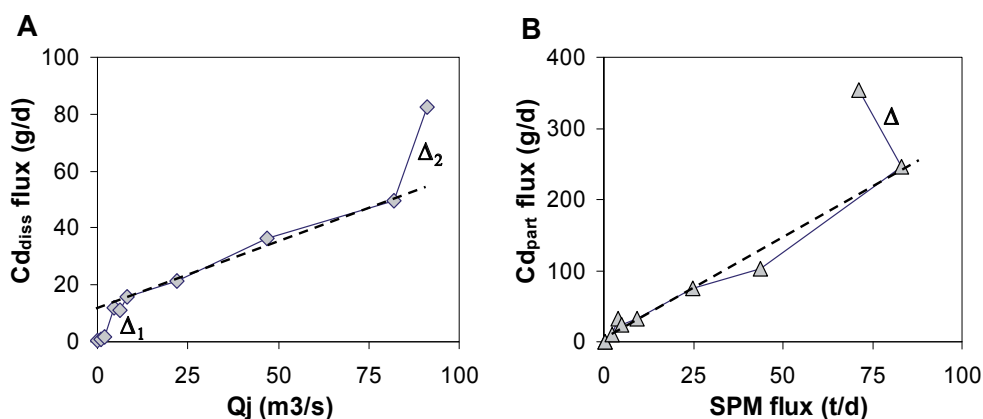 A
100
80
60
40
20
0
Cddiss flux (g/d)
Δ2
Δ1
0 25 50 75 100
Qj (m3/s)
B
400
300
200
100
0
Cdpart flux (g/d)
Δ
0 25 50 75 100
SPM flux (t/d)